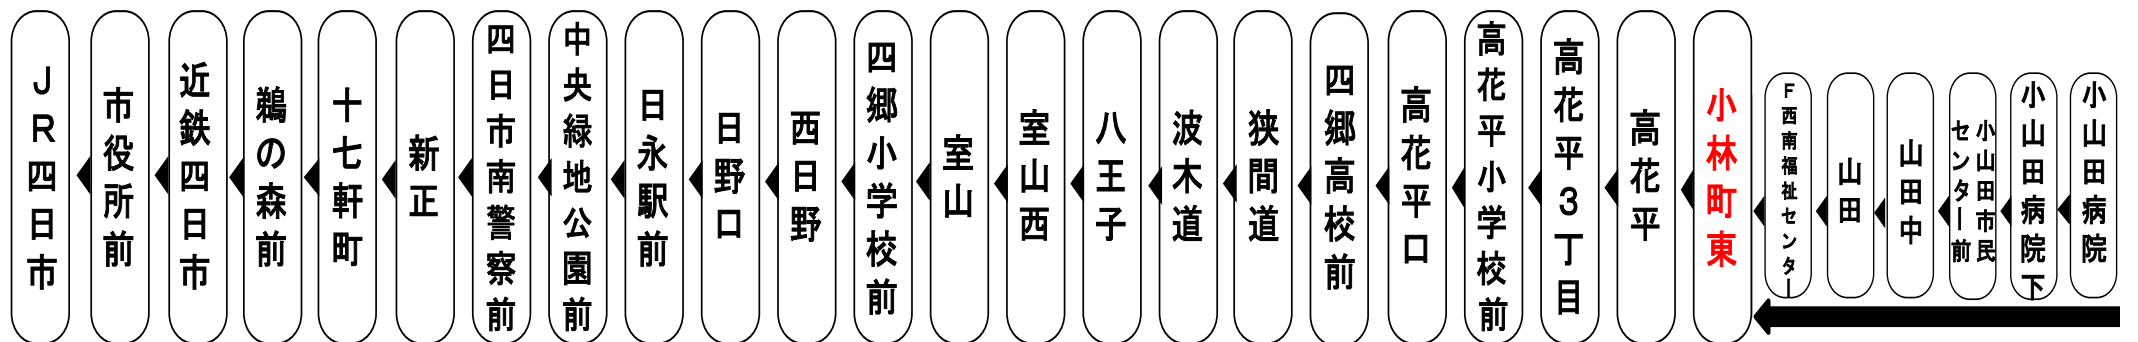 小山田病院
小山田病院下
小山田市民
センター前
山田中
山田
F西南福祉センター
小林町東
高花平
高花平3丁目
高花平小学校前
高花平口
四郷高校前
狭間道
波木道
八王子
室山西
室山
四郷小学校前
西日野
日野口
日永駅前
中央緑地公園前
四日市南警察前
新正
十七軒町
鵜の森前
近鉄四日市
市役所前
JR四日市